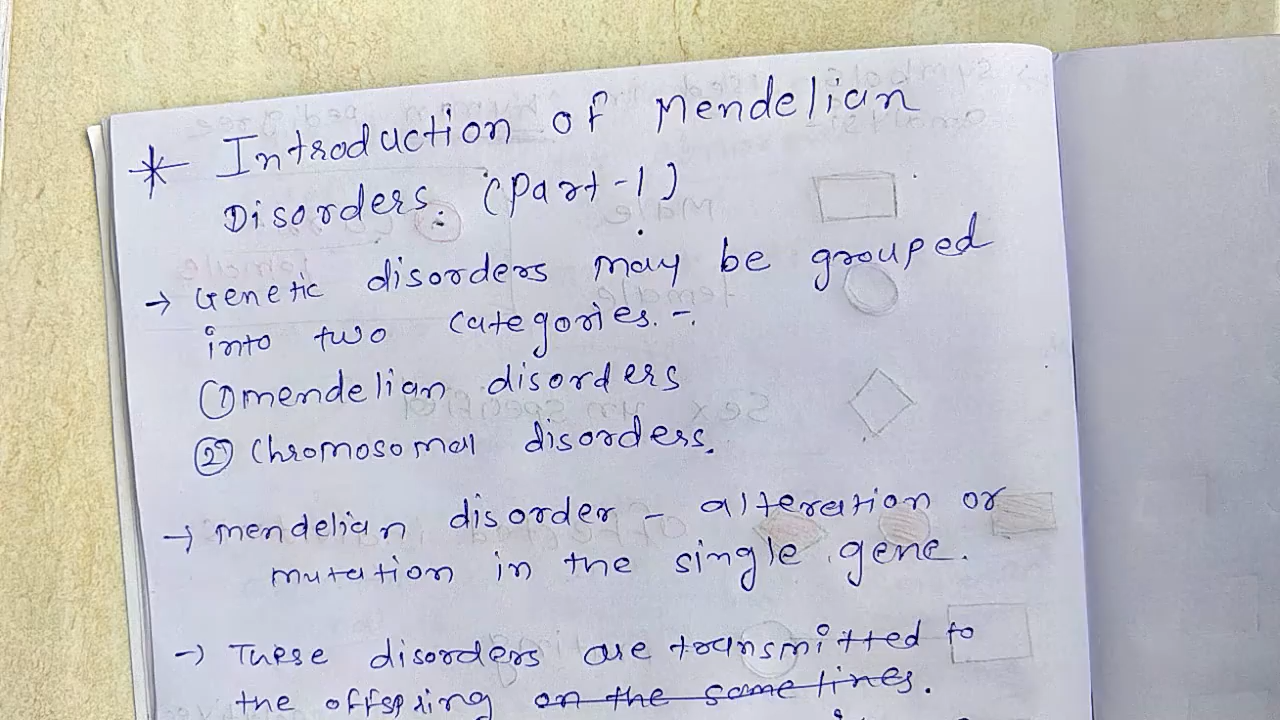 * Introduction of Mendelian
Disorders. (Part-1)
→ Genetic disorders may be grouped
into two categories. -.
① mendelian disorders
② Chromosomal disorders.
→ mendelian disorder - alteration or
mutation in the single gene.
→ These disorders are transmitted to
the offspring on the same lines.